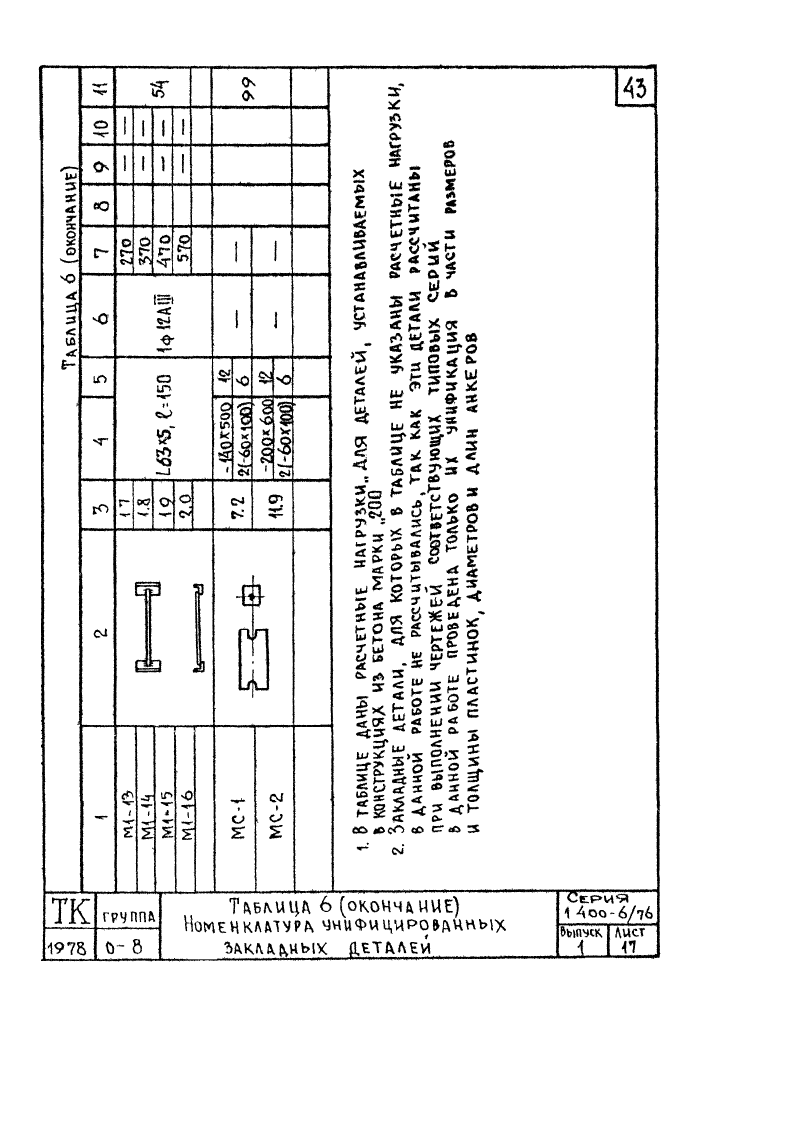 43
Таблица 6 (окончание)
1 2 3 4 5 6 7 8 9 10 11
М1-13 1.7 L63×5, ℓ=150 1ф12АIII 270 — — 54
М1-14 1.8 370 — —
М1-15 1.9 470 — —
М1-16 2.0 570 — —
МС-1 7.2 -140×500 12 — — 99
2(-60×100) 6
МС-2 11.9 -200×600 12 — —
2(-60×100) 6
1. В таблице даны расчетные нагрузки„ для деталей, устанавливаемых
в конструкциях из бетона марки „200
2. Закладные детали, для которых в таблице не указаны расчетные нагрузки,
в данной работе не рассчитывались, так как эти детали рассчитаны
при выполнении чертежей соответствующих типовых серий
в данной работе проведена только их унификация в части размеров
и толщины пластинок, диаметров и длин анкеров
ТК
1978
группа
0-8
Таблица 6 (окончание)
Номенклатура унифицированных
закладных деталей
Серия
1 400-6/76
Выпуск
1
Лист
17